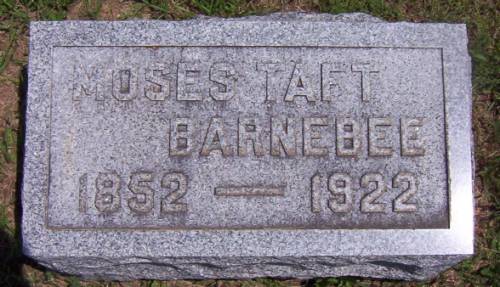 MOSES TAFT
BARNEBEE
1852 — 1922